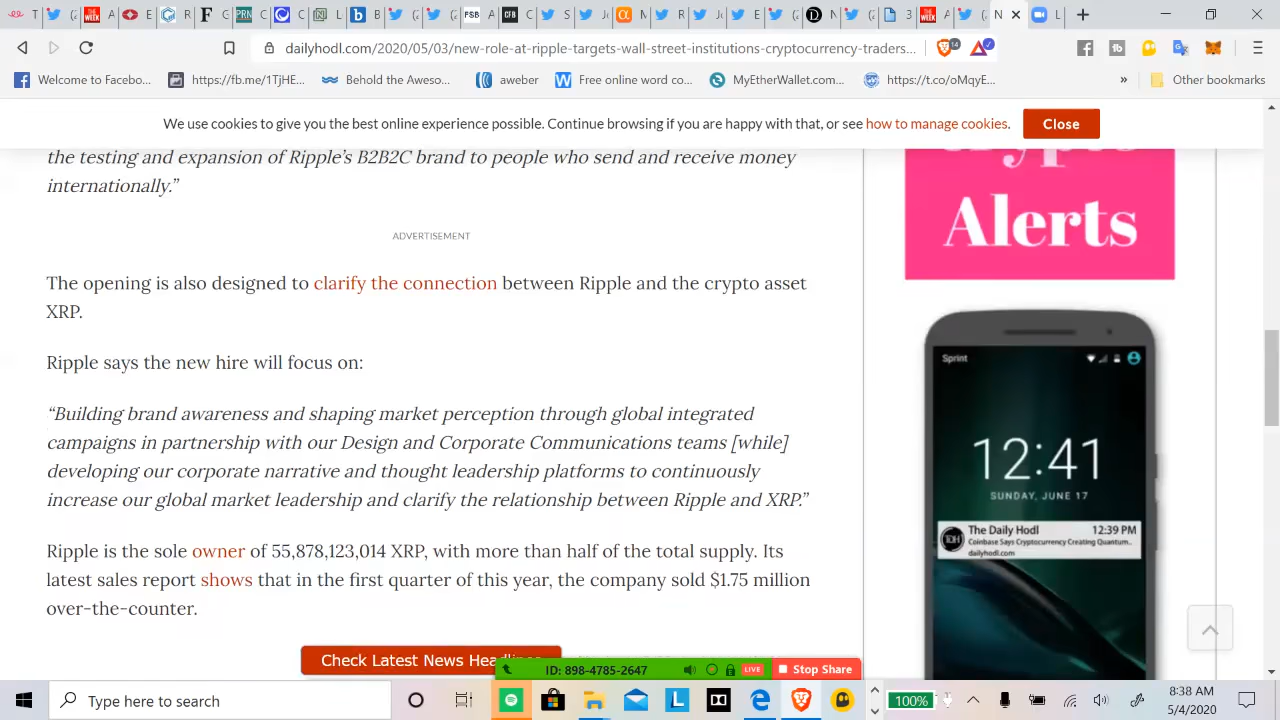 dailyhodl.com/2020/05/03/new-role-at-ripple-targets-wall-street-institutions-cryptocurrency-traders...
14
Welcome to Facebo...
https://fb.me/1TjHE...
Behold the Aweso...
aweber
Free online word co...
MyEtherWallet.com...
https://t.co/oMqyE...
»
Other bookmarks
We use cookies to give you the best online experience possible. Continue browsing if you are happy with that, or see how to manage cookies.
Close
the testing and expansion of Ripple's B2B2C brand to people who send and receive money
internationally.”
ADVERTISEMENT
The opening is also designed to clarify the connection between Ripple and the crypto asset
XRP.
Ripple says the new hire will focus on:
“Building brand awareness and shaping market perception through global integrated
campaigns in partnership with our Design and Corporate Communications teams [while]
developing our corporate narrative and thought leadership platforms to continuously
increase our global market leadership and clarify the relationship between Ripple and XRP.”
Ripple is the sole owner of 55,878,123,014 XRP, with more than half of the total supply. Its
latest sales report shows that in the first quarter of this year, the company sold $1.75 million
over-the-counter.
Check Latest News Headlines
Crypto
Alerts
Sprint
12:41
SUNDAY, JUNE 17
The Daily Hodl 12:39 PM
Coinbase Says Cryptocurrency Creating Quantum..
dailyhodl.com
ID: 898-4785-2647
LIVE
Stop Share
Type here to search
100%
8:38 AM
5/4/2020